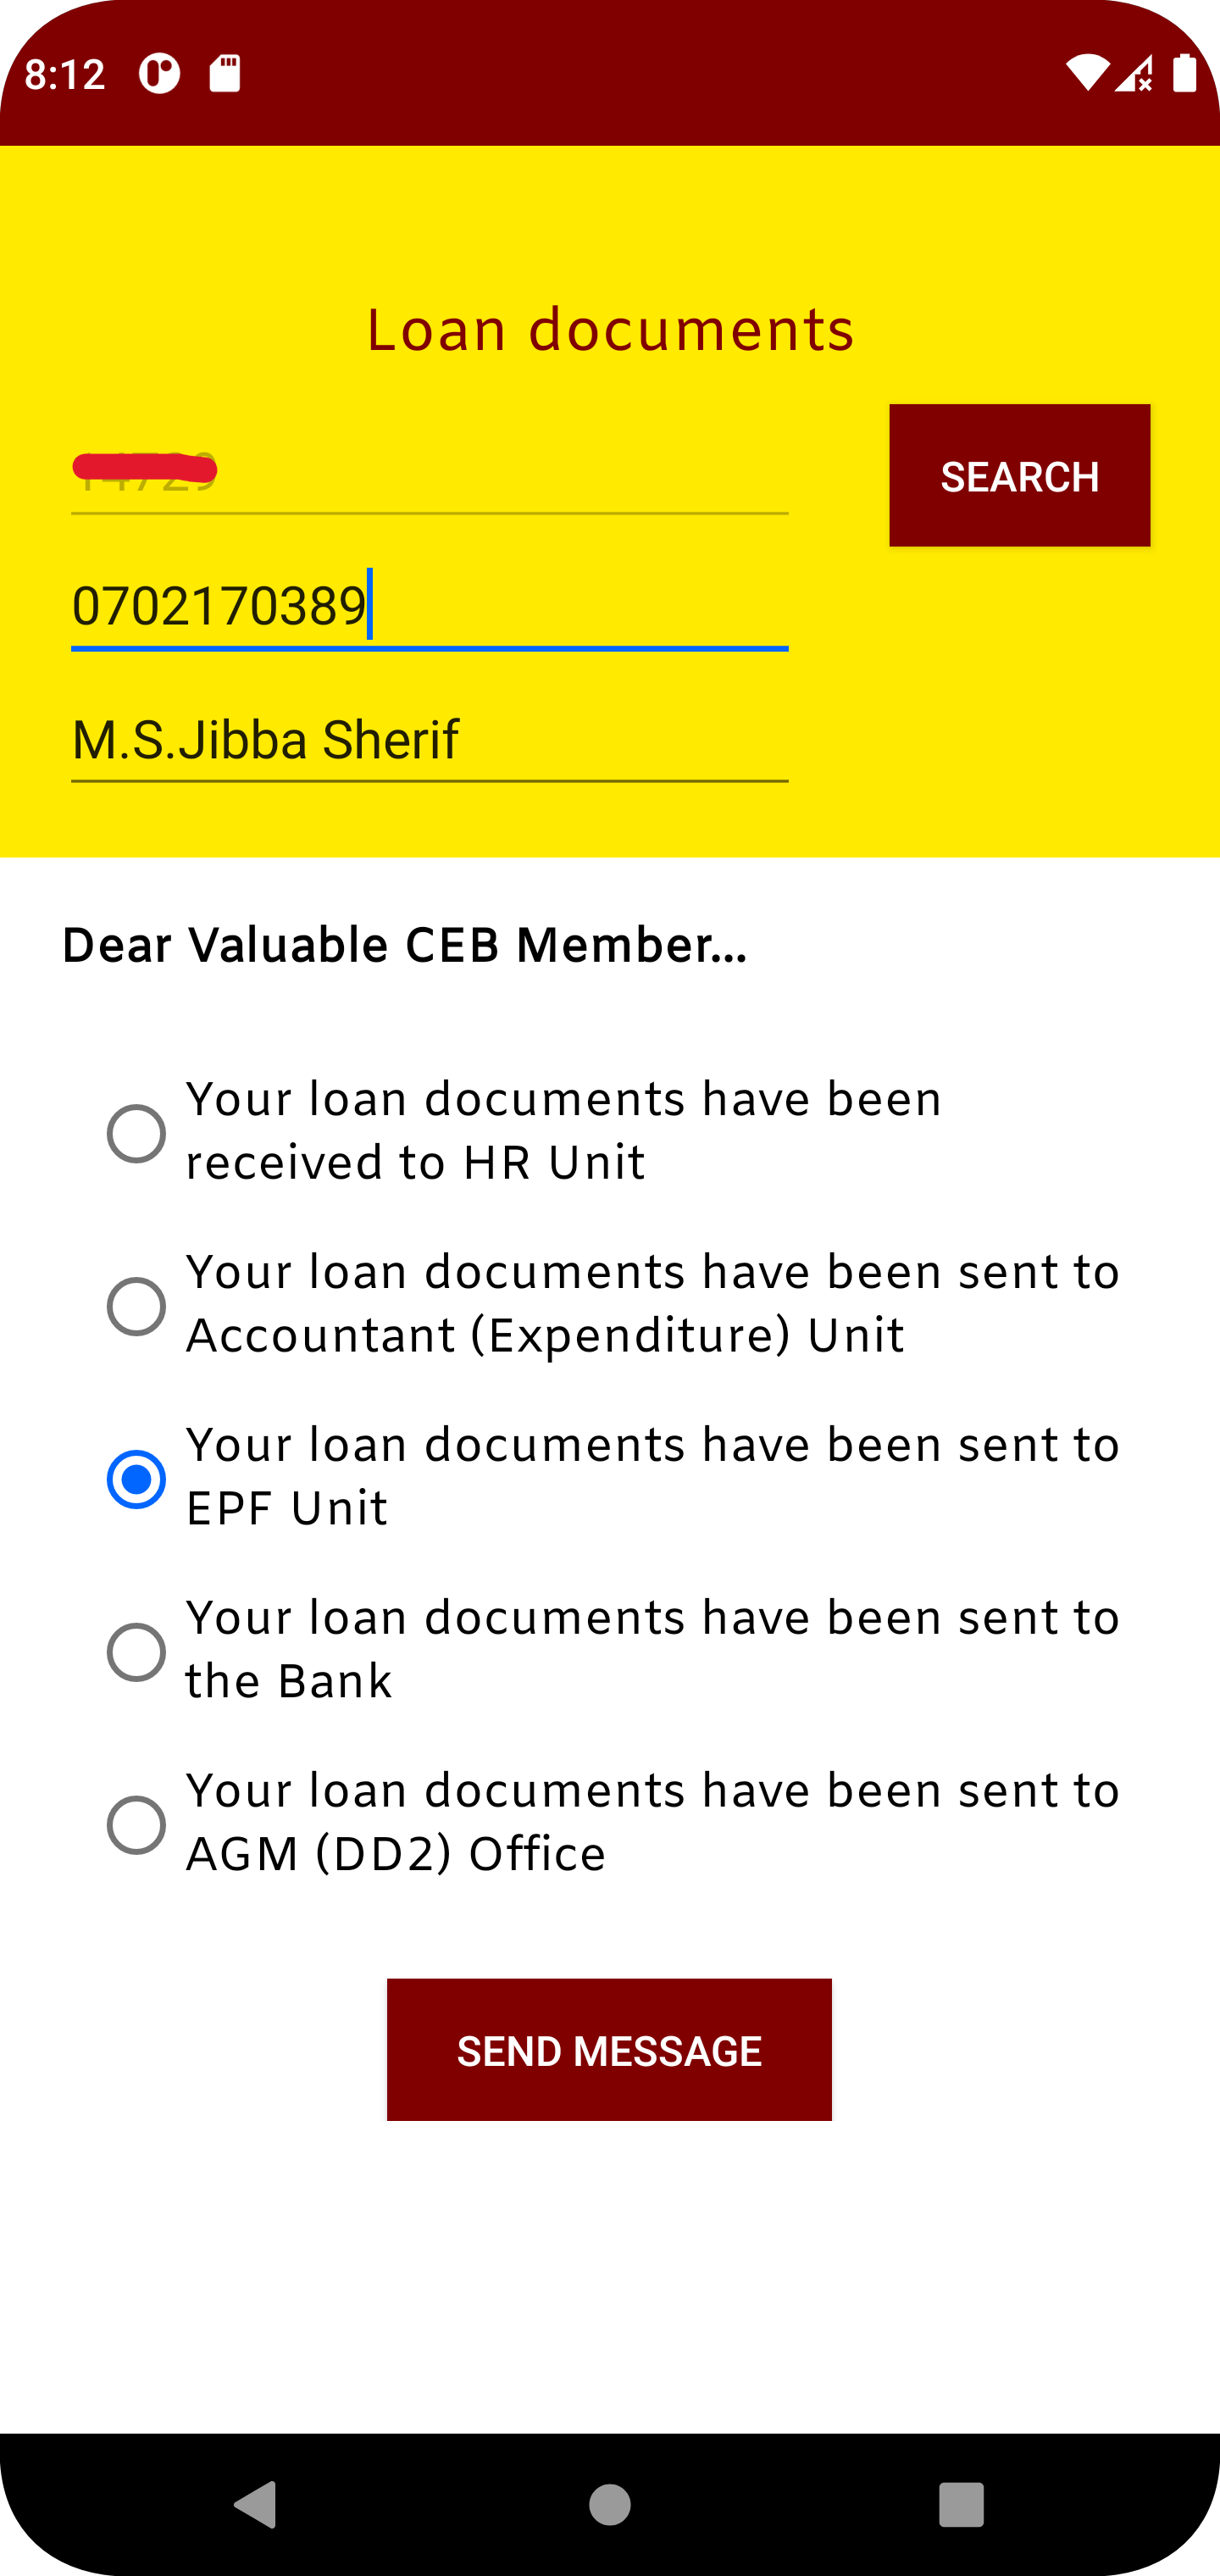 8:12
Loan documents
SEARCH
0702170389
M.S.Jibba Sherif
Dear Valuable CEB Member...
Your loan documents have been
received to HR Unit
Your loan documents have been sent to
Accountant (Expenditure) Unit
Your loan documents have been sent to
EPF Unit
Your loan documents have been sent to
the Bank
Your loan documents have been sent to
AGM (DD2) Office
SEND MESSAGE